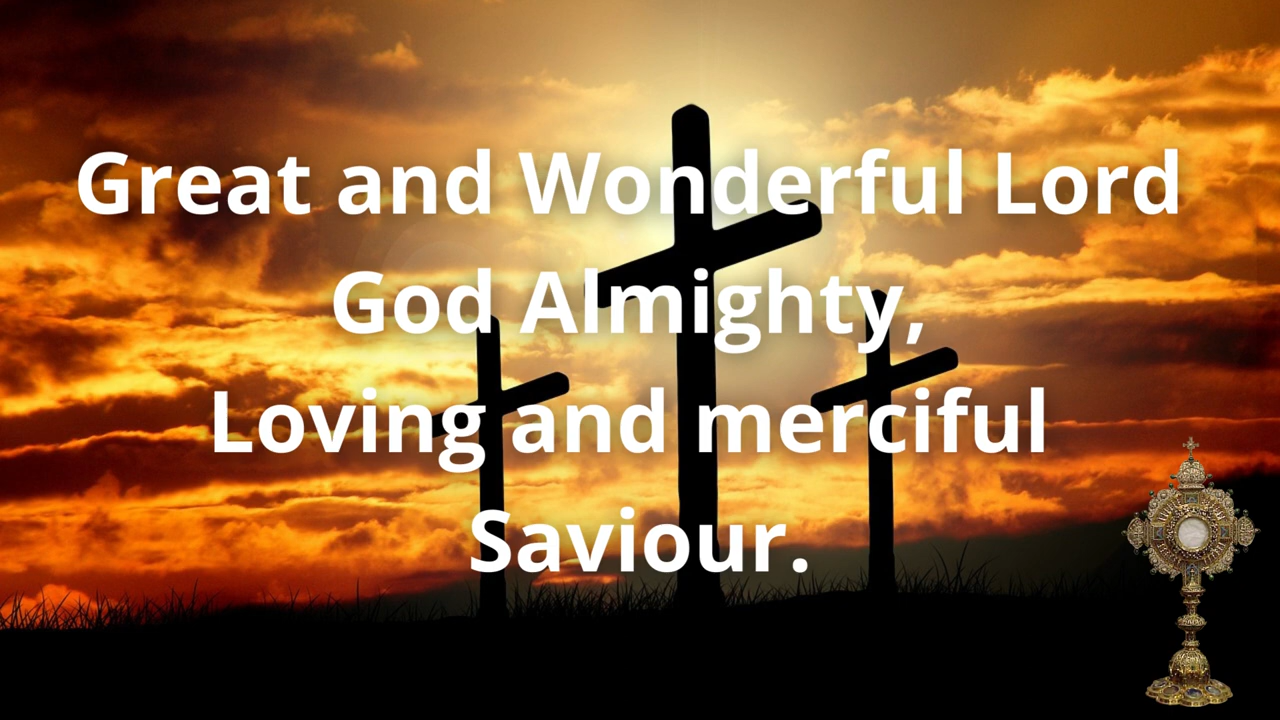 Great and Wonderful Lord
God Almighty,
Loving and merciful
Saviour.